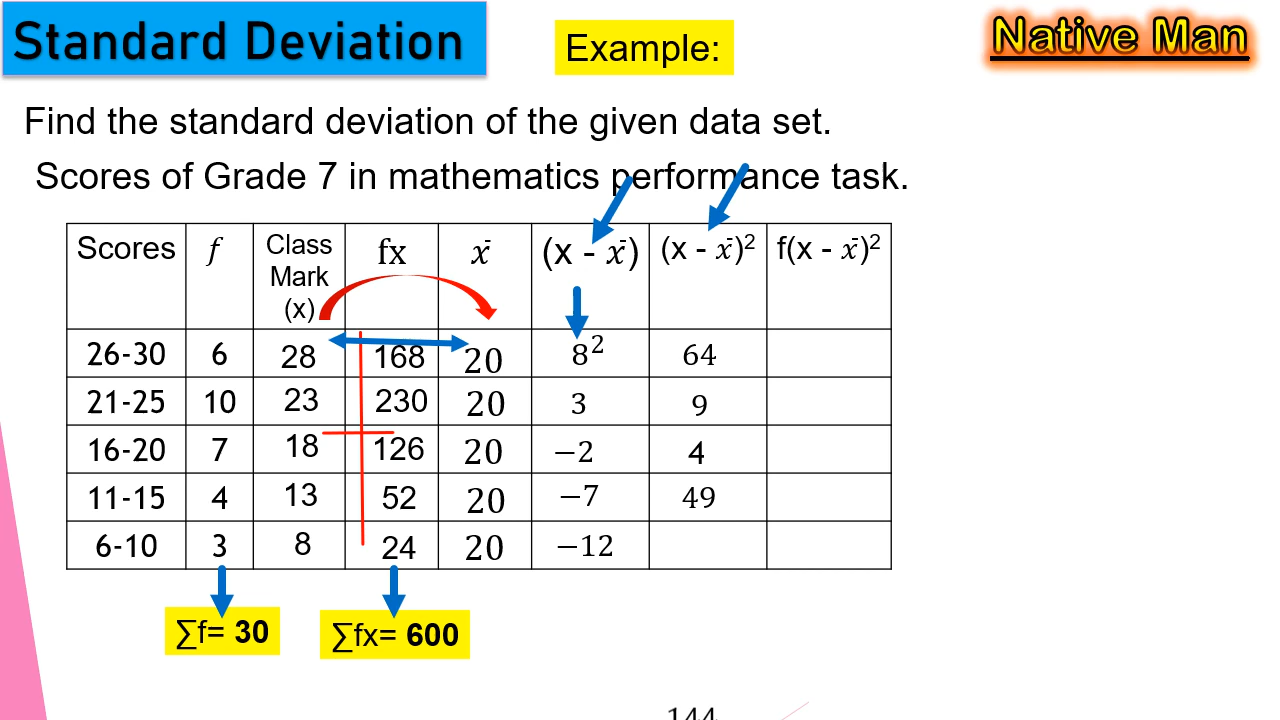 Standard Deviation
Example:
Native Man
Find the standard deviation of the given data set.
Scores of Grade 7 in mathematics performance task.
Scores f Class Mark (x) fx x̄ (x - x̄) (x - x̄)² f(x - x̄)²
26-30 6 28 168 20 8² 64
21-25 10 23 230 20 3 9
16-20 7 18 126 20 −2 4
11-15 4 13 52 20 −7 49
6-10 3 8 24 20 −12
∑f= 30
∑fx= 600
144